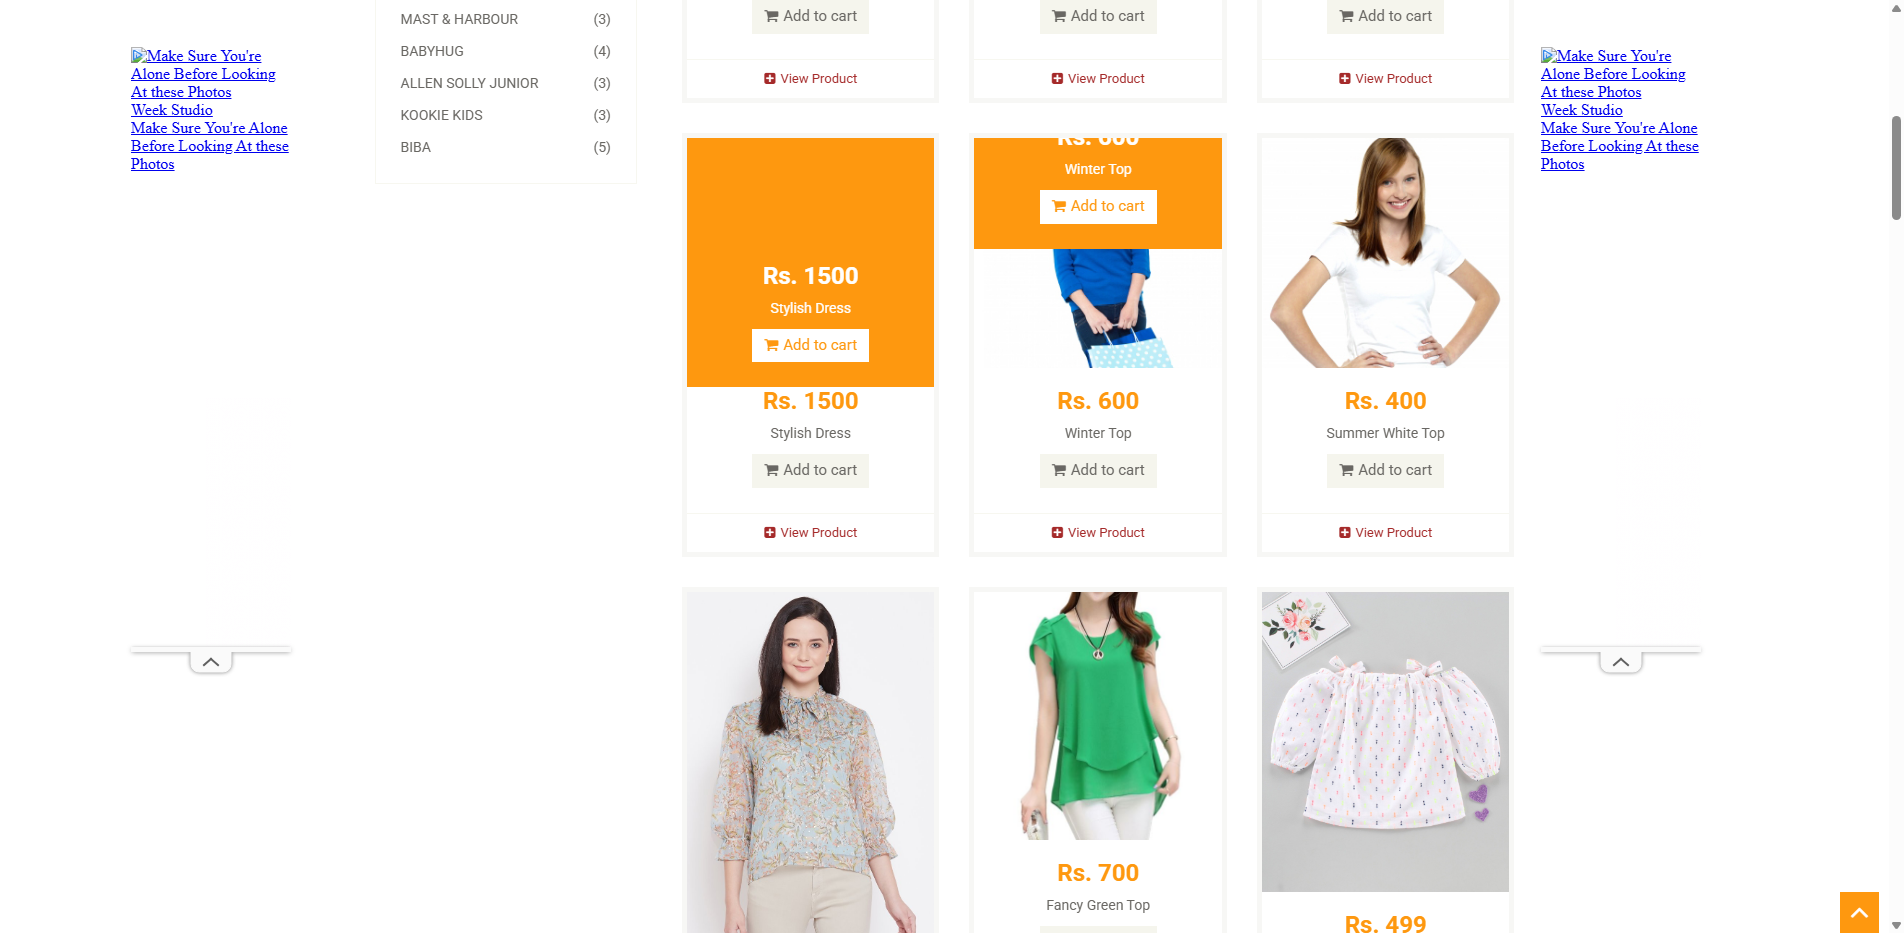 MAST & HARBOUR (3)
BABYHUG (4)
ALLEN SOLLY JUNIOR (3)
KOOKIE KIDS (3)
BIBA (5)
Make Sure You're
Alone Before Looking
At these Photos
Week Studio
Make Sure You're Alone
Before Looking At these
Photos
Add to cart
Add to cart
Add to cart
View Product
View Product
View Product
Rs. 1500
Stylish Dress
Add to cart
Rs. 600
Winter Top
Add to cart
Rs. 1500
Stylish Dress
Add to cart
View Product
Rs. 600
Winter Top
Add to cart
View Product
Rs. 400
Summer White Top
Add to cart
View Product
Rs. 700
Fancy Green Top
Rs. 499
Make Sure You're
Alone Before Looking
At these Photos
Week Studio
Make Sure You're Alone
Before Looking At these
Photos